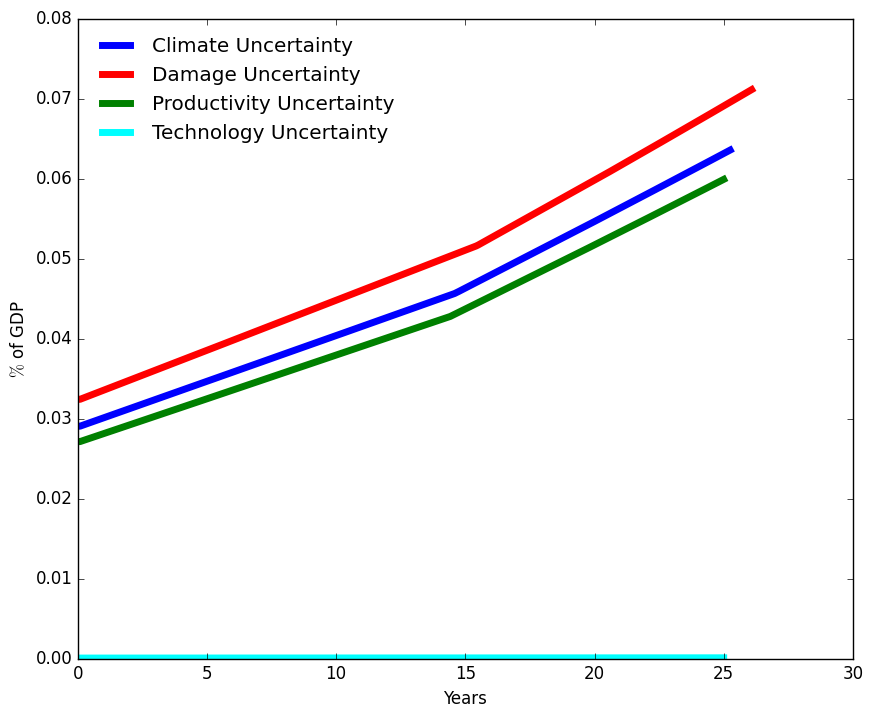 0.08
0.07
0.06
0.05
0.04
0.03
0.02
0.01
0.00
% of GDP
Climate Uncertainty
Damage Uncertainty
Productivity Uncertainty
Technology Uncertainty
0 5 10 15 20 25 30
Years